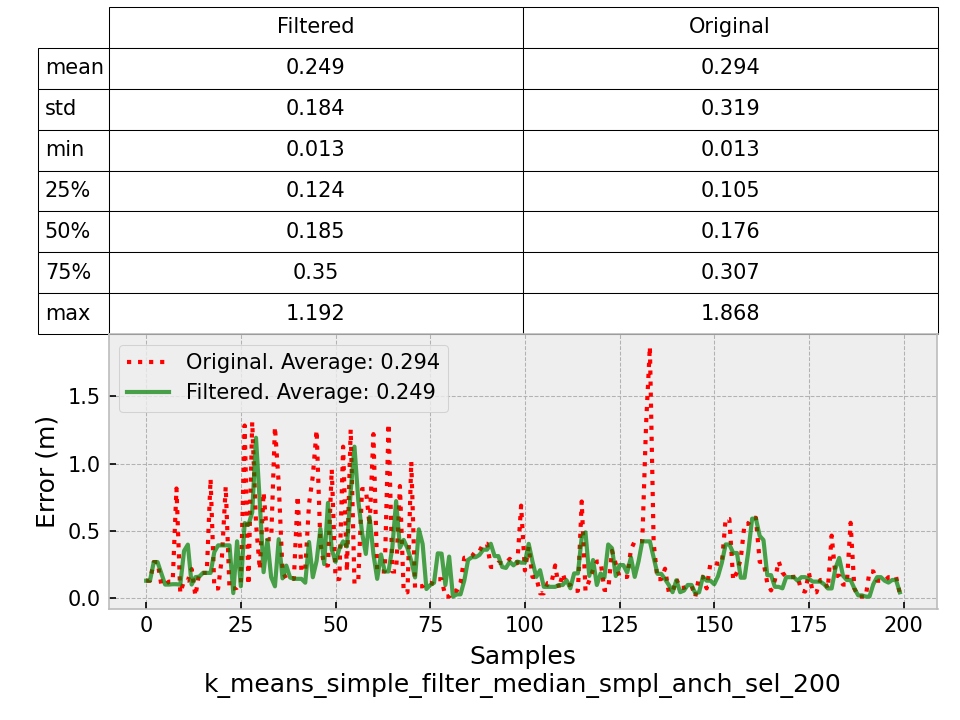 Filtered Original
mean 0.249 0.294
std 0.184 0.319
min 0.013 0.013
25% 0.124 0.105
50% 0.185 0.176
75% 0.35 0.307
max 1.192 1.868
Original. Average: 0.294
Filtered. Average: 0.249
Error (m)
1.5
1.0
0.5
0.0
0 25 50 75 100 125 150 175 200
Samples
k_means_simple_filter_median_smpl_anch_sel_200